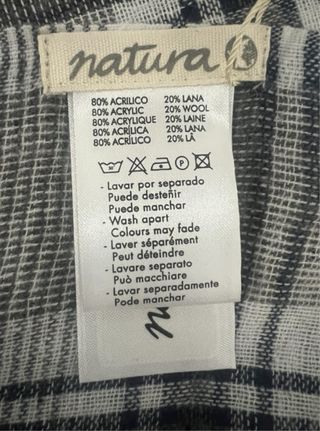 natura
80% ACRILICO 20% LANA
80% ACRYLIC 20% WOOL
80% ACRYLIQUE 20% LAINE
80% ACRILICA 20% LANA
80% ACRÍLICO 20% LÃ
P
- Lavar por separado
Puede desteñir
Puede manchar
- Wash apart
Colours may fade
- Laver séparément
Peut déteindre
- Lavare separato
Può macchiare
- Lavar separadamente
Pode manchar